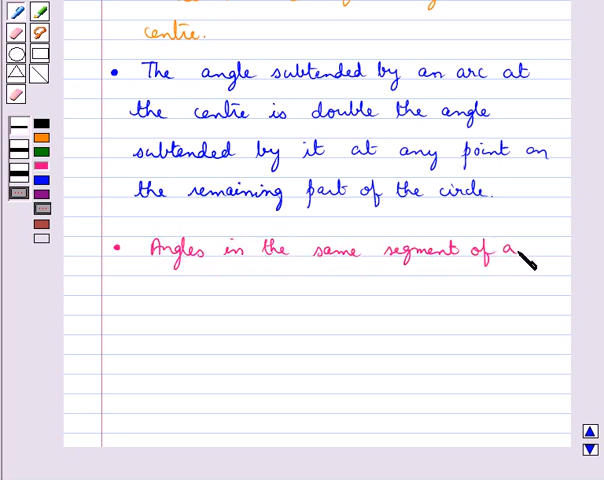 centre.
• The angle subtended by an arc at
the centre is double the angle
subtended by it at any point on
the remaining part of the circle.
• Angles in the same segment of a